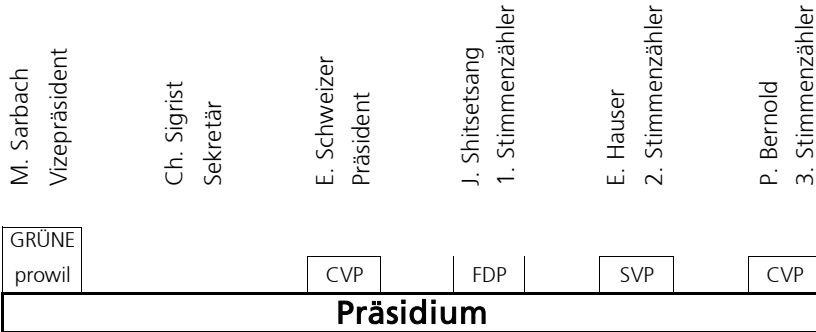 M. Sarbach
Vizepräsident
Ch. Sigrist
Sekretär
E. Schweizer
Präsident
J. Shitsetsang
1. Stimmenzähler
E. Hauser
2. Stimmenzähler
P. Bernold
3. Stimmenzähler
GRÜNE
prowil
CVP
FDP
SVP
CVP
Präsidium